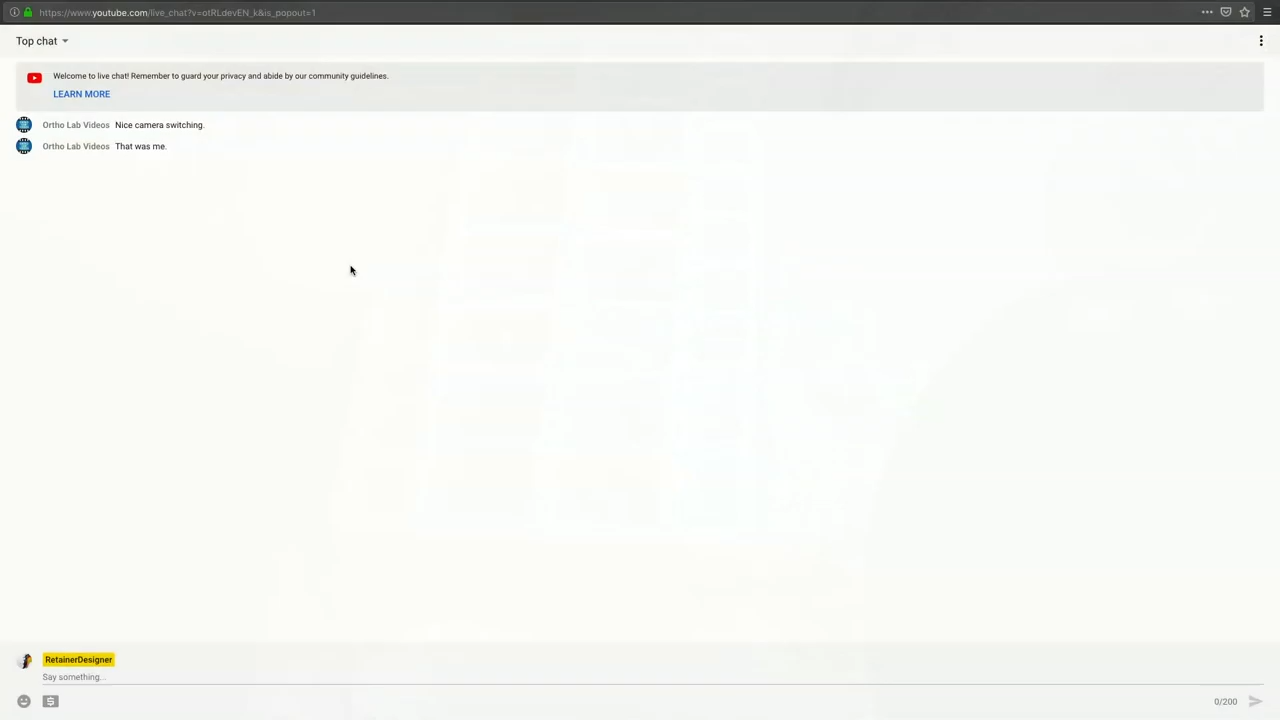 https://www.youtube.com/live_chat?v=otRLdevEN_k&is_popout=1
Top chat
Welcome to live chat! Remember to guard your privacy and abide by our community guidelines.
LEARN MORE
Ortho Lab Videos Nice camera switching.
Ortho Lab Videos That was me.
RetainerDesigner
Say something...
0/200